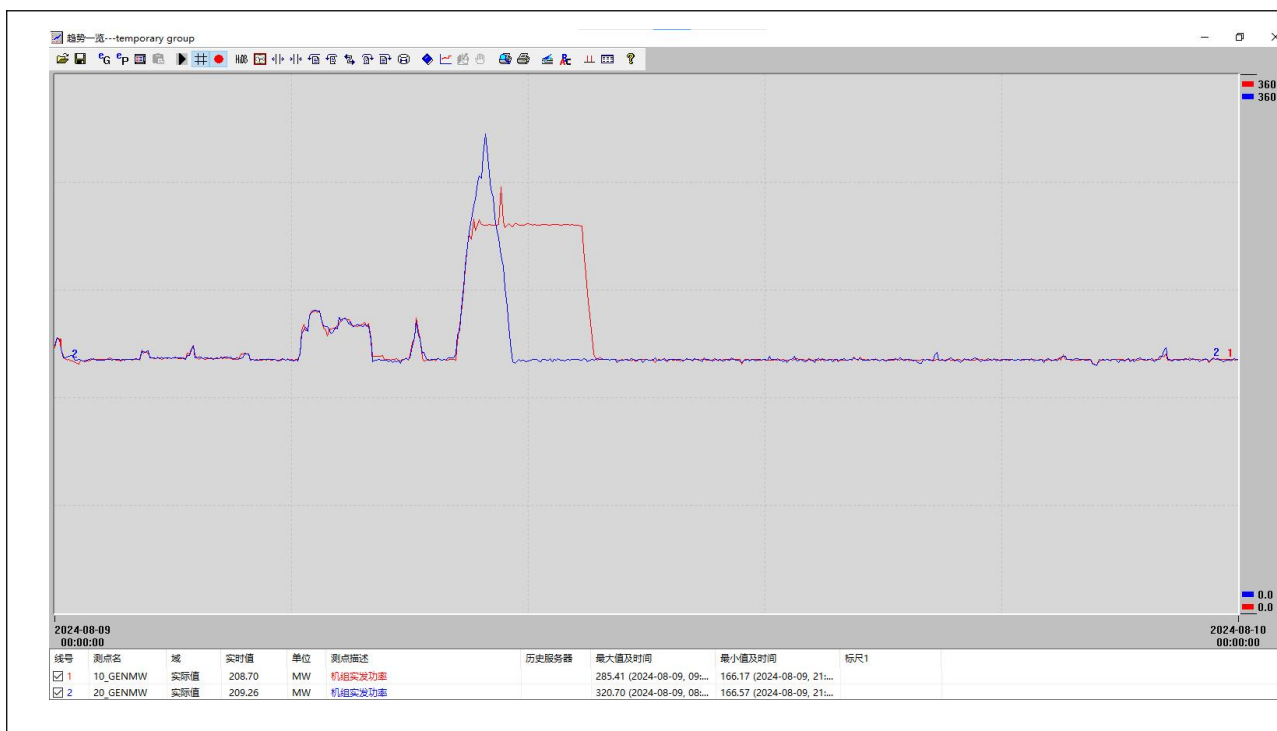 趋势一览---temporary group
360
360
2 2 1
0.0
0.0
2024-08-09 2024-08-10
00:00:00 00:00:00
线号 测点名 域 实时值 单位 测点描述 历史服务器 最大值及时间 最小值及时间 标尺1
1 10_GENMW 实际值 208.70 MW 机组实发功率 285.41 (2024-08-09, 09:... 166.17 (2024-08-09, 21:...
2 20_GENMW 实际值 209.26 MW 机组实发功率 320.70 (2024-08-09, 08:... 166.57 (2024-08-09, 21:...